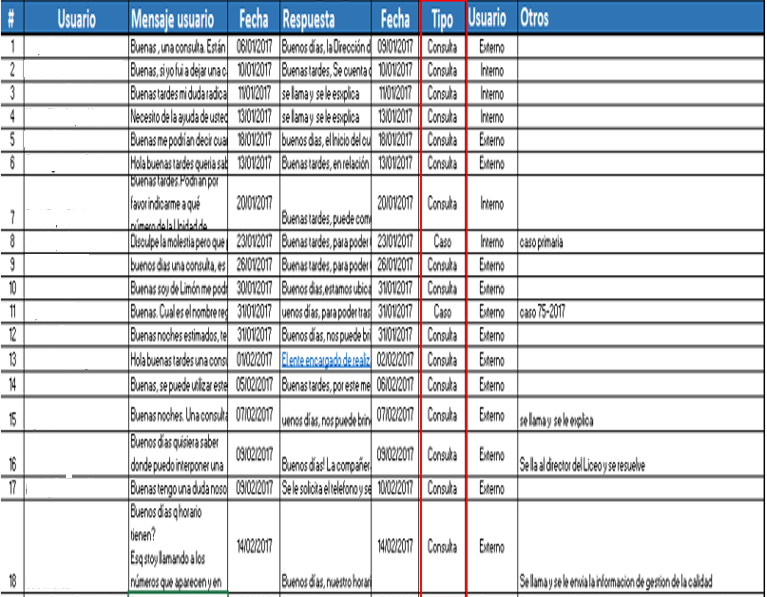 # Usuario Mensaje usuario Fecha Respuesta Fecha Tipo Usuario Otros
1 Buenas , una consulta. Están 06/01/2017 Buenos días, la Dirección d 09/01/2017 Consulta Externo
2 Buenas, si yo fui a dejar una c 10/01/2017 Buenas tardes, Se cuenta c 10/01/2017 Consulta Interno
3 Buenas tardes mi duda radica 11/01/2017 se llama y se le esxplica 11/01/2017 Consulta Interno
4 Necesito de la ayuda de usted 13/01/2017 se llama y se le esxplica 13/01/2017 Consulta Interno
5 Buenas me podrían decir cua 18/01/2017 buenos dias, el Inicio del cu 18/01/2017 Consulta Externo
6 Hola buenas tardes queria sab 13/01/2017 Buenas tardes, en relación 13/01/2017 Consulta Externo
Buenas tardes.Podrían por
favor indicarme a qué
número de la Unidad de
7 20/01/2017 Buenas tardes, puede com 20/01/2017 Consulta Interno
8 Disculpe la molestia pero que 23/01/2017 Buenas tardes, para poder 23/01/2017 Caso Interno caso primaria
9 buenos días una consulta, es 26/01/2017 Buenas tardes, para poder 26/01/2017 Consulta Externo
10 Buenas soy de Limón me pod 30/01/2017 Buenos días,estamos ubica 31/01/2017 Consulta Externo
11 Buenas. Cual es el nombre reg 31/01/2017 uenos días, para poder tras 31/01/2017 Caso Externo caso 75-2017
12 Buenas noches estimados, te 31/01/2017 Buenos días, nos puede bri 31/01/2017 Consulta Externo
13 Hola buenas tardes una cons 01/02/2017 El ente encargado de realiz 02/02/2017 Consulta Externo
14 Buenas, se puede utilizar este 05/02/2017 Buenas tardes, por este me 06/02/2017 Consulta Externo
15 Buenas noches. Una consulta 07/02/2017 uenos días, nos puede brin 07/02/2017 Consulta Externo se llama y se le explica
Buenos días quisiera saber
donde puedo interponer una
16 09/02/2017 Buenos días! La compañer 09/02/2017 Consulta Externo Se lla al director del Liceo y se resuelve
17 Buenas tengo una duda noso 09/02/2017 Se le solicita el telefono y se 10/02/2017 Consulta Externo
Buenos días q horario
tienen?
Esq stoy llamando a los
números que aparecen y en
18 14/02/2017 Buenos días, nuestro horar 14/02/2017 Consulta Externo Se llama y se le envia la informacion de gestion de la calidad